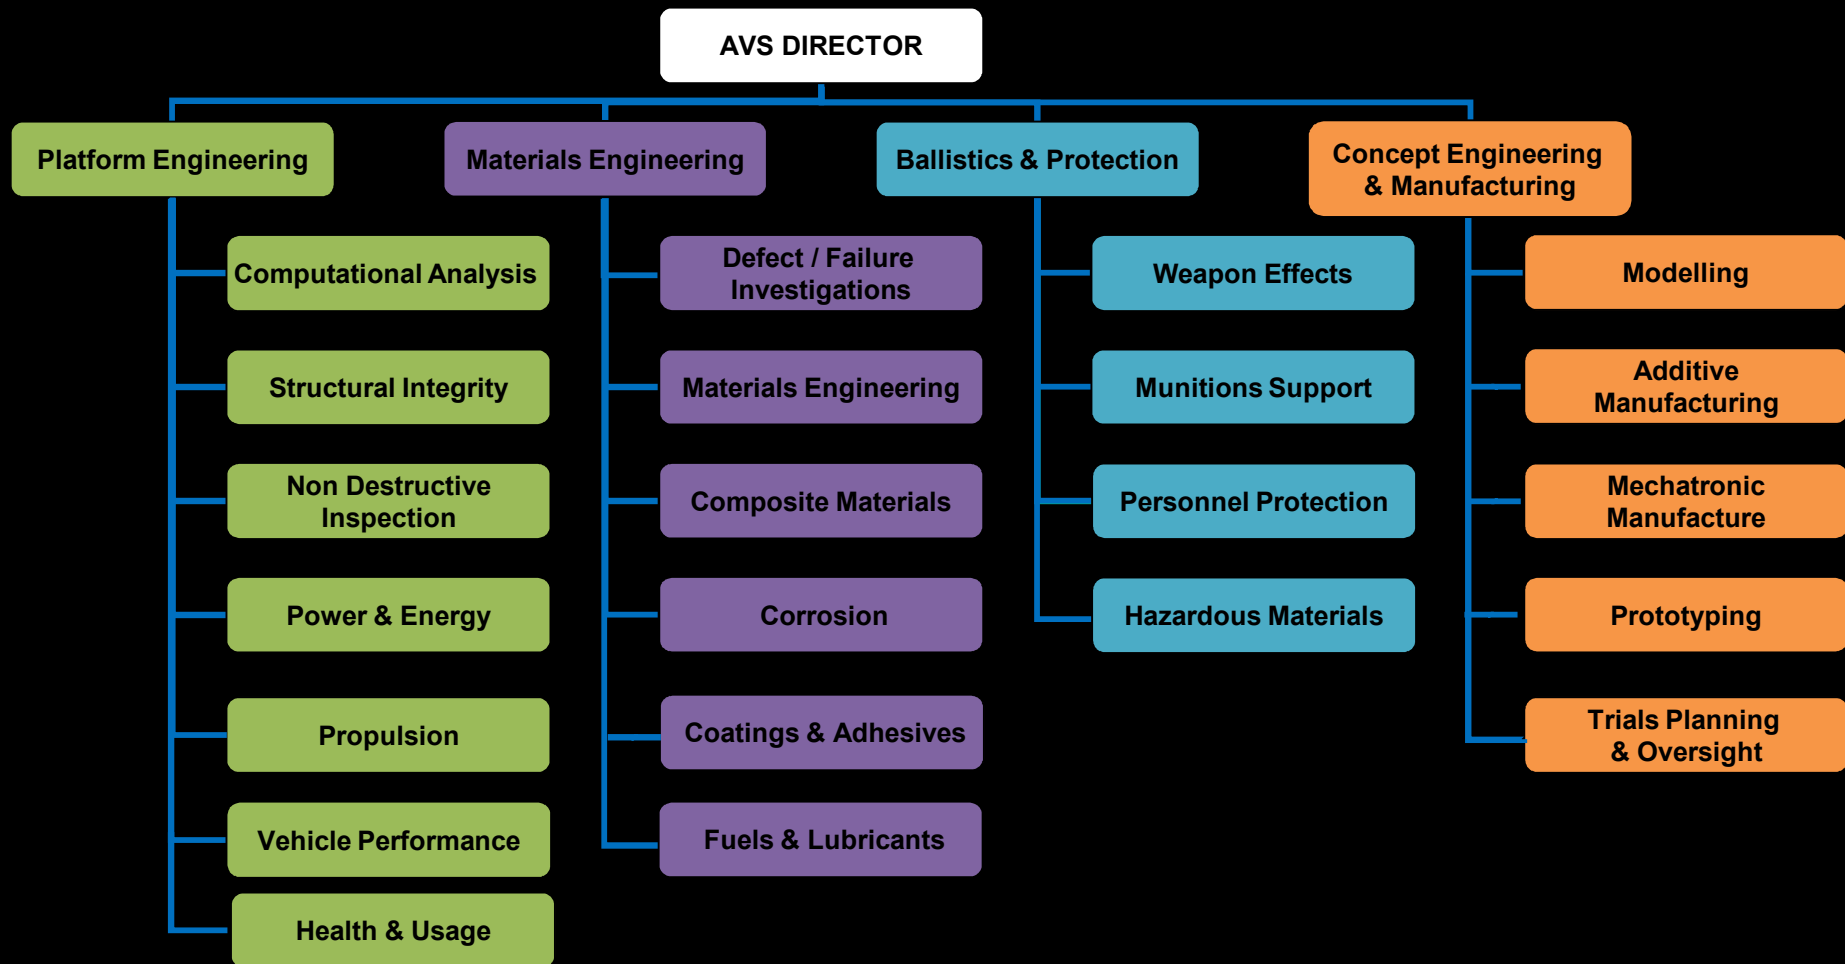 AVS DIRECTOR
Platform Engineering
Materials Engineering
Ballistics & Protection
Concept Engineering
& Manufacturing
Computational Analysis
Structural Integrity
Non Destructive
Inspection
Power & Energy
Propulsion
Vehicle Performance
Health & Usage
Defect / Failure
Investigations
Materials Engineering
Composite Materials
Corrosion
Coatings & Adhesives
Fuels & Lubricants
Weapon Effects
Munitions Support
Personnel Protection
Hazardous Materials
Modelling
Additive
Manufacturing
Mechatronic
Manufacture
Prototyping
Trials Planning
& Oversight